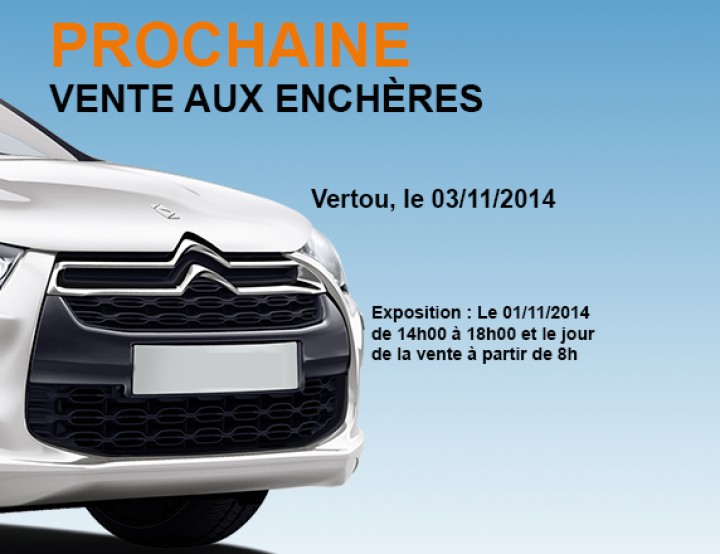 PROCHAINE
VENTE AUX ENCHÈRES
Vertou, le 03/11/2014
Exposition : Le 01/11/2014
de 14h00 à 18h00 et le jour
de la vente à partir de 8h